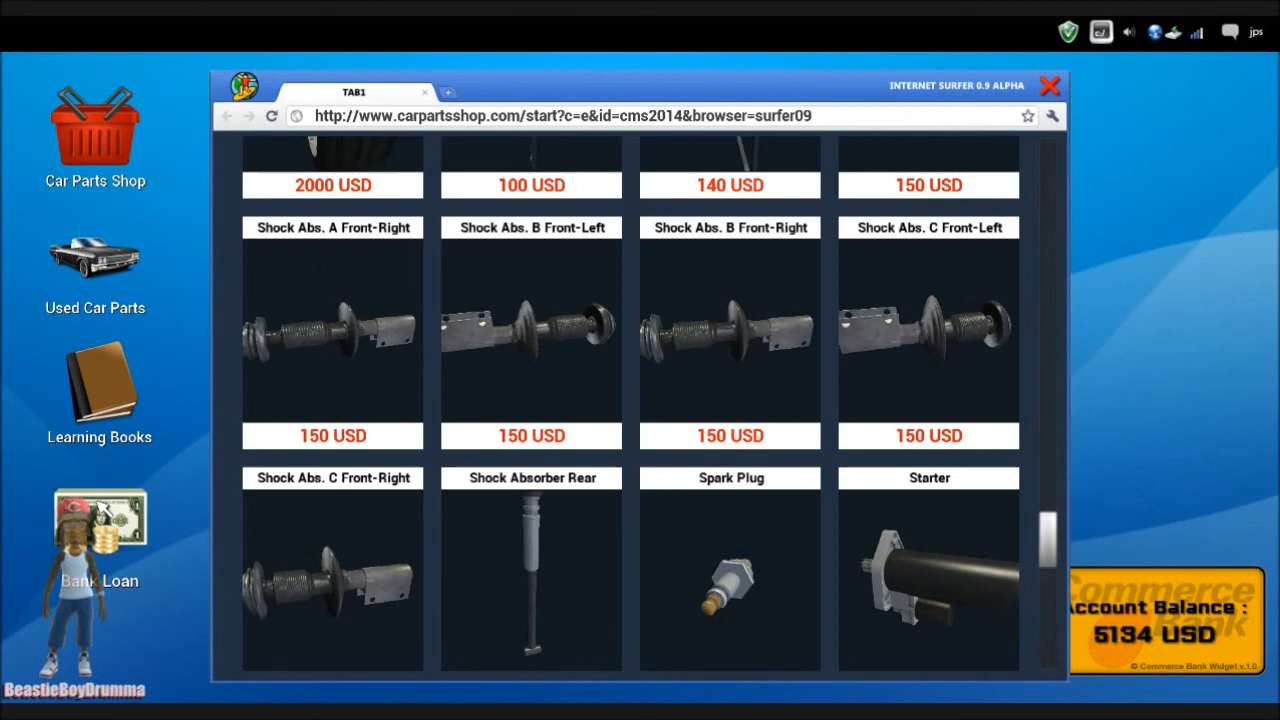 jps
TAB1
INTERNET SURFER 0.9 ALPHA
http://www.carpartsshop.com/start?c=e&id=cms2014&browser=surfer09
Car Parts Shop
Used Car Parts
Learning Books
Bank Loan
BeastieBoyDrumma
2000 USD
100 USD
140 USD
150 USD
Shock Abs. A Front-Right
Shock Abs. B Front-Left
Shock Abs. B Front-Right
Shock Abs. C Front-Left
150 USD
150 USD
150 USD
150 USD
Shock Abs. C Front-Right
Shock Absorber Rear
Spark Plug
Starter
Commerce
Bank
Account Balance :
5134 USD
© Commerce Bank Widget v.1.0